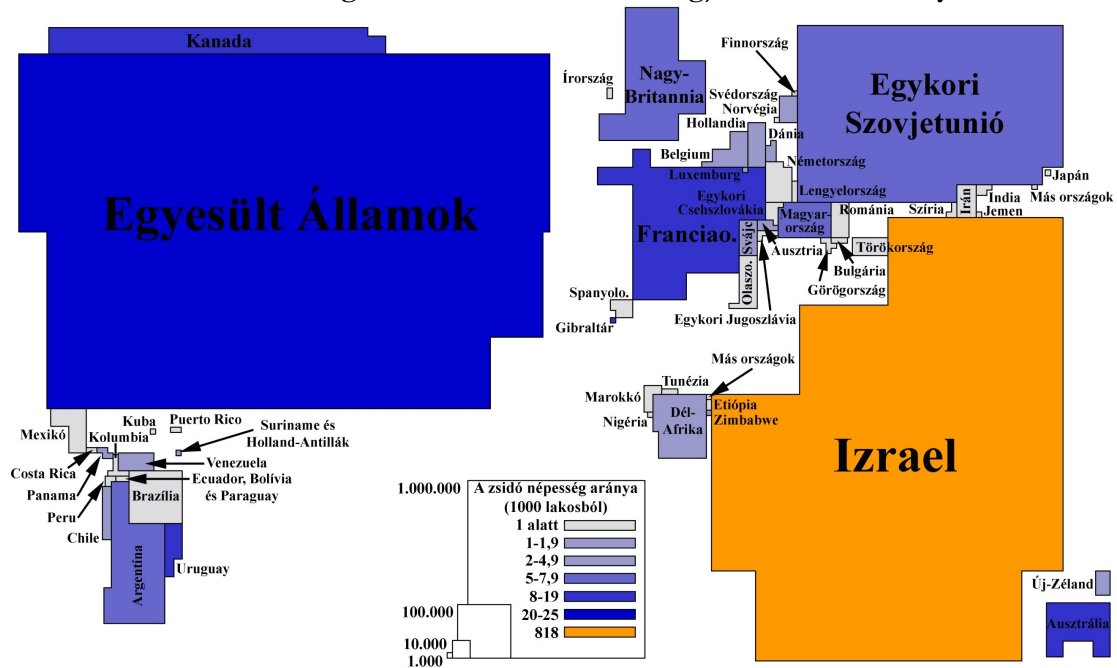 Kanada
Egyesült Államok
Mexikó
Kuba
Puerto Rico
Kolumbia
Suriname és
Holland-Antillák
Costa Rica
Venezuela
Panama
Ecuador, Bolívia
és Paraguay
Peru
Brazília
Chile
Argentína
Uruguay
Írország
Nagy-
Britannia
Finnország
Svédország
Norvégia
Egykori
Szovjetunió
Hollandia
Dánia
Belgium
Németország
Luxemburg
Lengyelország
Egykori
Csehszlovákia
Franciao.
Svájc
Magyar-
ország
Románia
Ausztria
Bulgária
Görögország
Törökország
Olaszo.
Spanyolo.
Gibraltár
Egykori Jugoszlávia
Szíria
Irán
India
Jemen
Japán
Más országok
Más országok
Tunézia
Marokkó
Nigéria
Dél-
Afrika
Etiópia
Zimbabwe
Izrael
Új-Zéland
Ausztrália
1.000.000
100.000
10.000
1.000
A zsidó népesség aránya
(1000 lakosból)
1 alatt
1-1,9
2-4,9
5-7,9
8-19
20-25
818